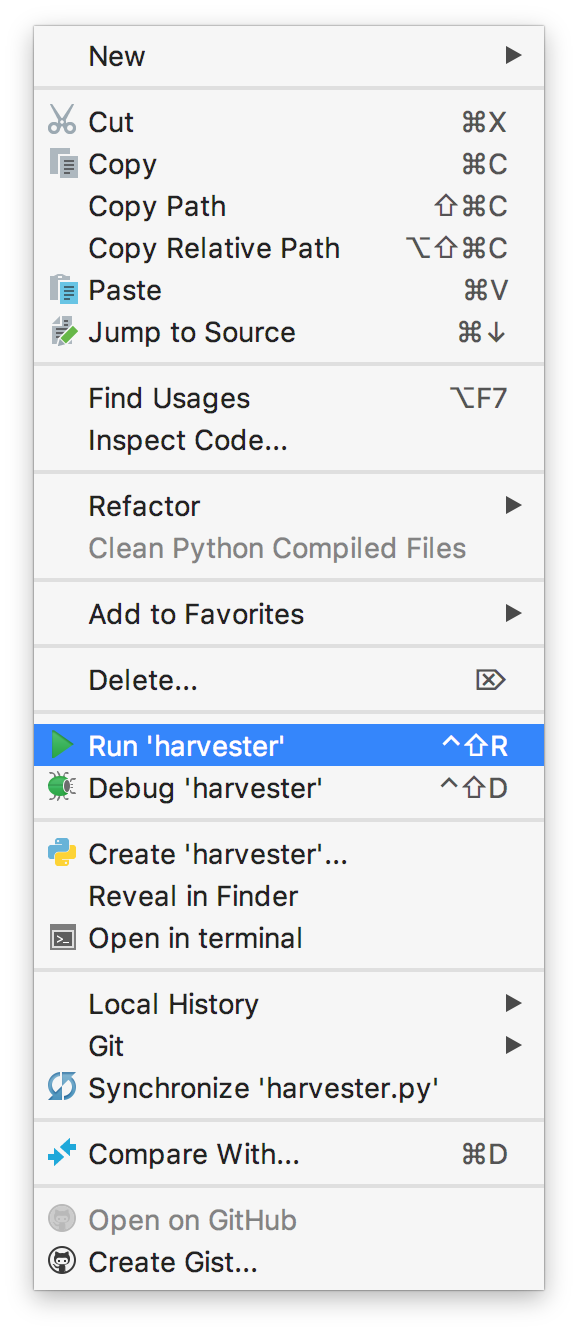 New
Cut ⌘X
Copy ⌘C
Copy Path ⇧⌘C
Copy Relative Path ⌥⇧⌘C
Paste ⌘V
Jump to Source ⌘↓
Find Usages ⌥F7
Inspect Code...
Refactor
Clean Python Compiled Files
Add to Favorites
Delete... ⌦
Run 'harvester' ^⇧R
Debug 'harvester' ^⇧D
Create 'harvester'...
Reveal in Finder
Open in terminal
Local History
Git
Synchronize 'harvester.py'
Compare With... ⌘D
Open on GitHub
Create Gist...